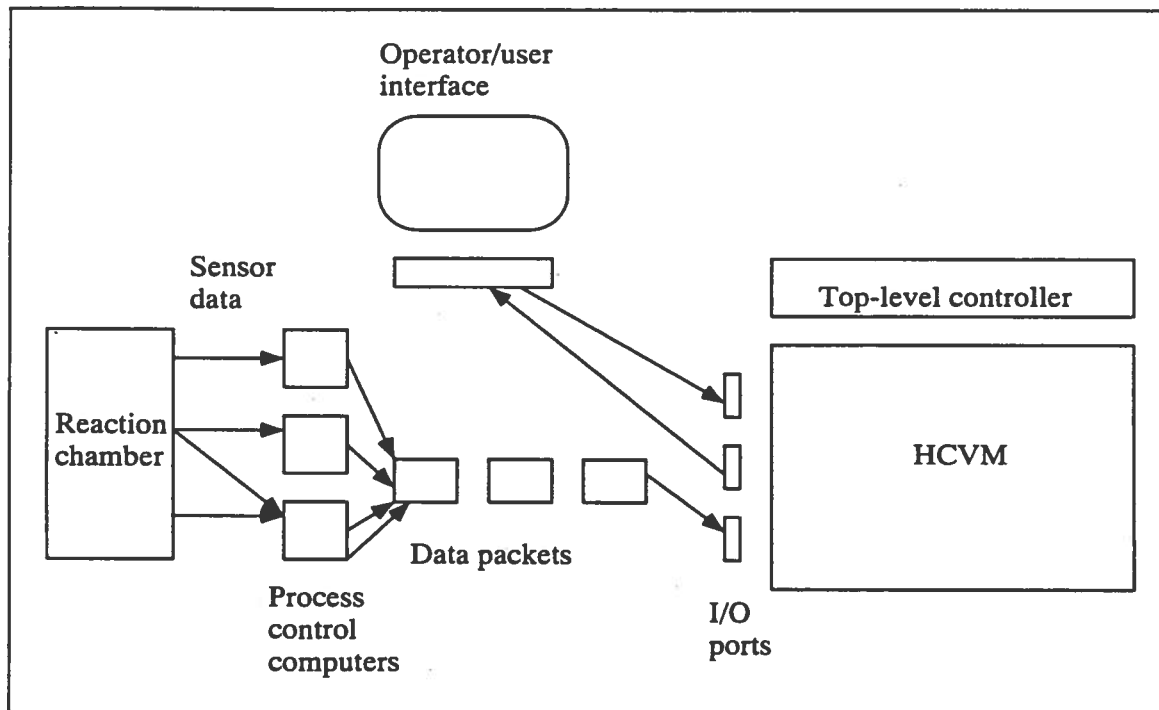 Operator/user
interface
Sensor
data
Top-level controller
Reaction
chamber
HCVM
Data packets
Process
control
computers
I/O
ports